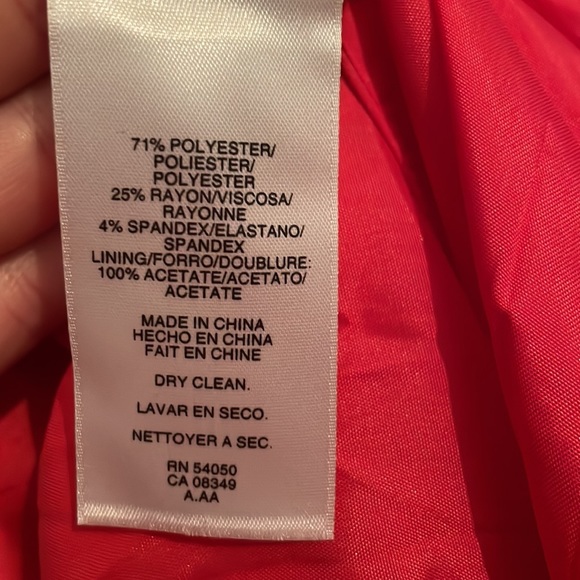 71% POLYESTER/
POLIESTER/
POLYESTER
25% RAYON/VISCOSA/
RAYONNE
4% SPANDEX/ELASTANO/
SPANDEX
LINING/FORRO/DOUBLURE:
100% ACETATE/ACETATO/
ACETATE
MADE IN CHINA
HECHO EN CHINA
FAIT EN CHINE
DRY CLEAN.
LAVAR EN SECO.
NETTOYER A SEC.
RN 54050
CA 08349
A.AA